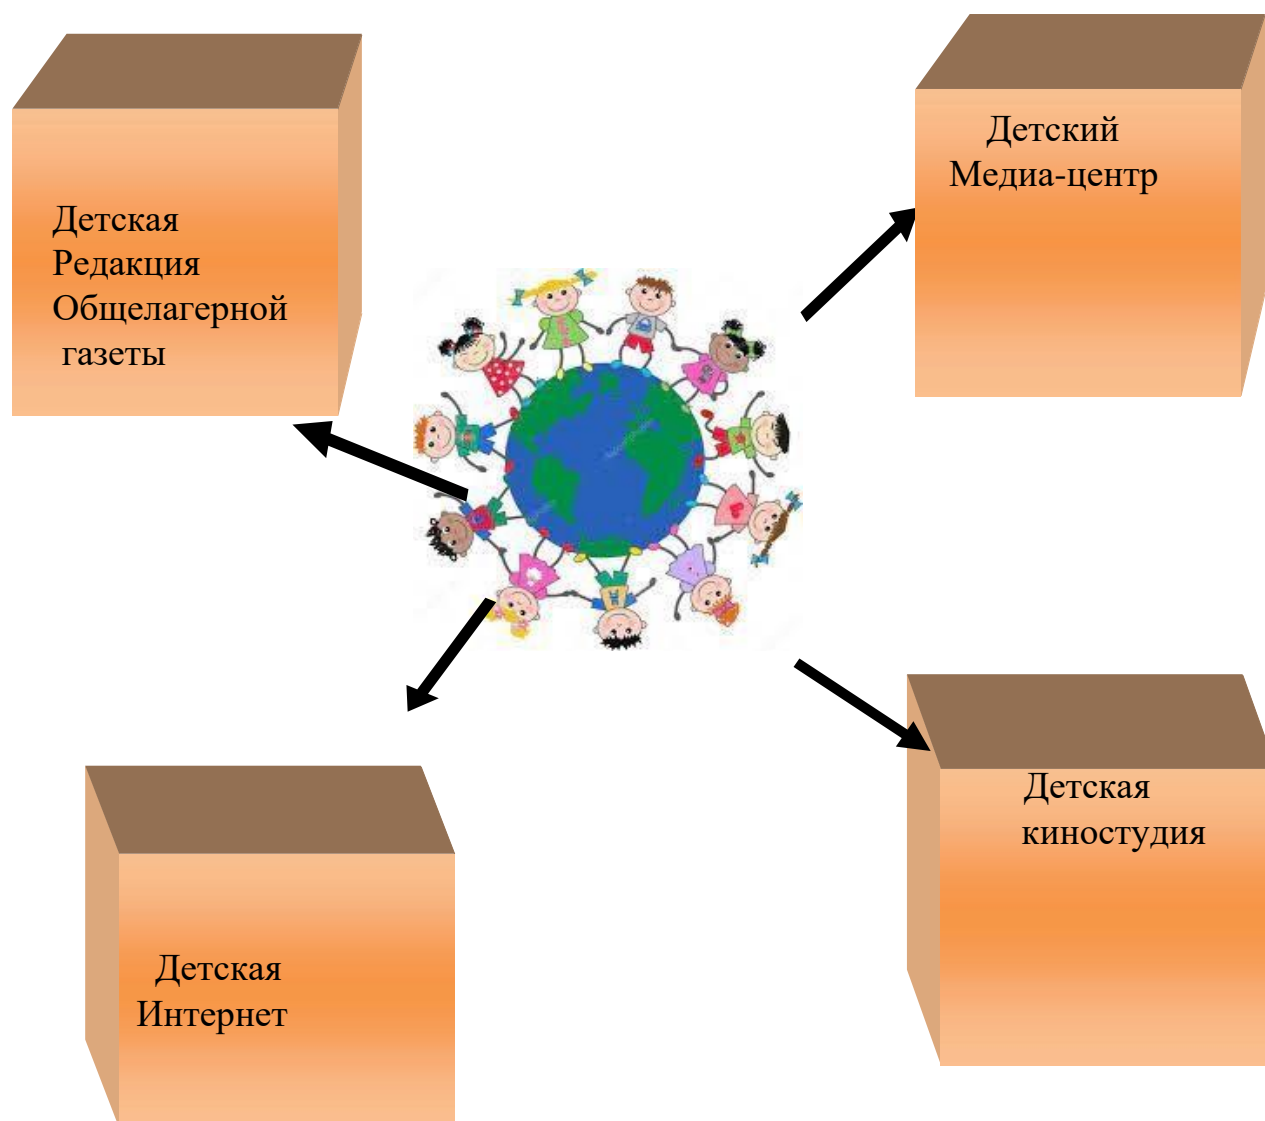 Детский
Медиа-центр
Детская
Редакция
Общелагерной
газеты
Детская
киностудия
Детская
Интернет